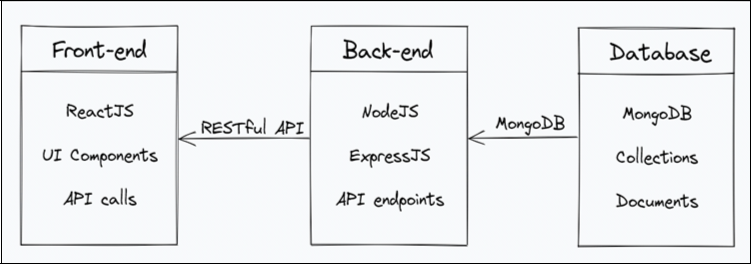 Front-end
ReactJS
UI Components
API calls
RESTful API
Back-end
NodeJS
ExpressJS
API endpoints
MongoDB
Database
MongoDB
Collections
Documents